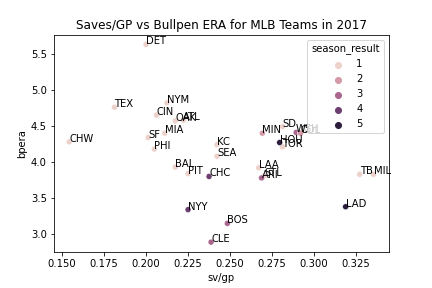 Saves/GP vs Bullpen ERA for MLB Teams in 2017
season_result
1
2
3
4
5
DET
5.5
TEX
NYM
CIN
OAK
ATL
5.0
4.5
CHW
SF
MIA
PHI
KC
SEA
MIN
SD
HOU
TOR
bpera
4.0
BAL
PIT
CHC
LAA
ARI
TB
MIL
3.5
NYY
LAD
BOS
3.0
CLE
0.150 0.175 0.200 0.225 0.250 0.275 0.300 0.325
sv/gp